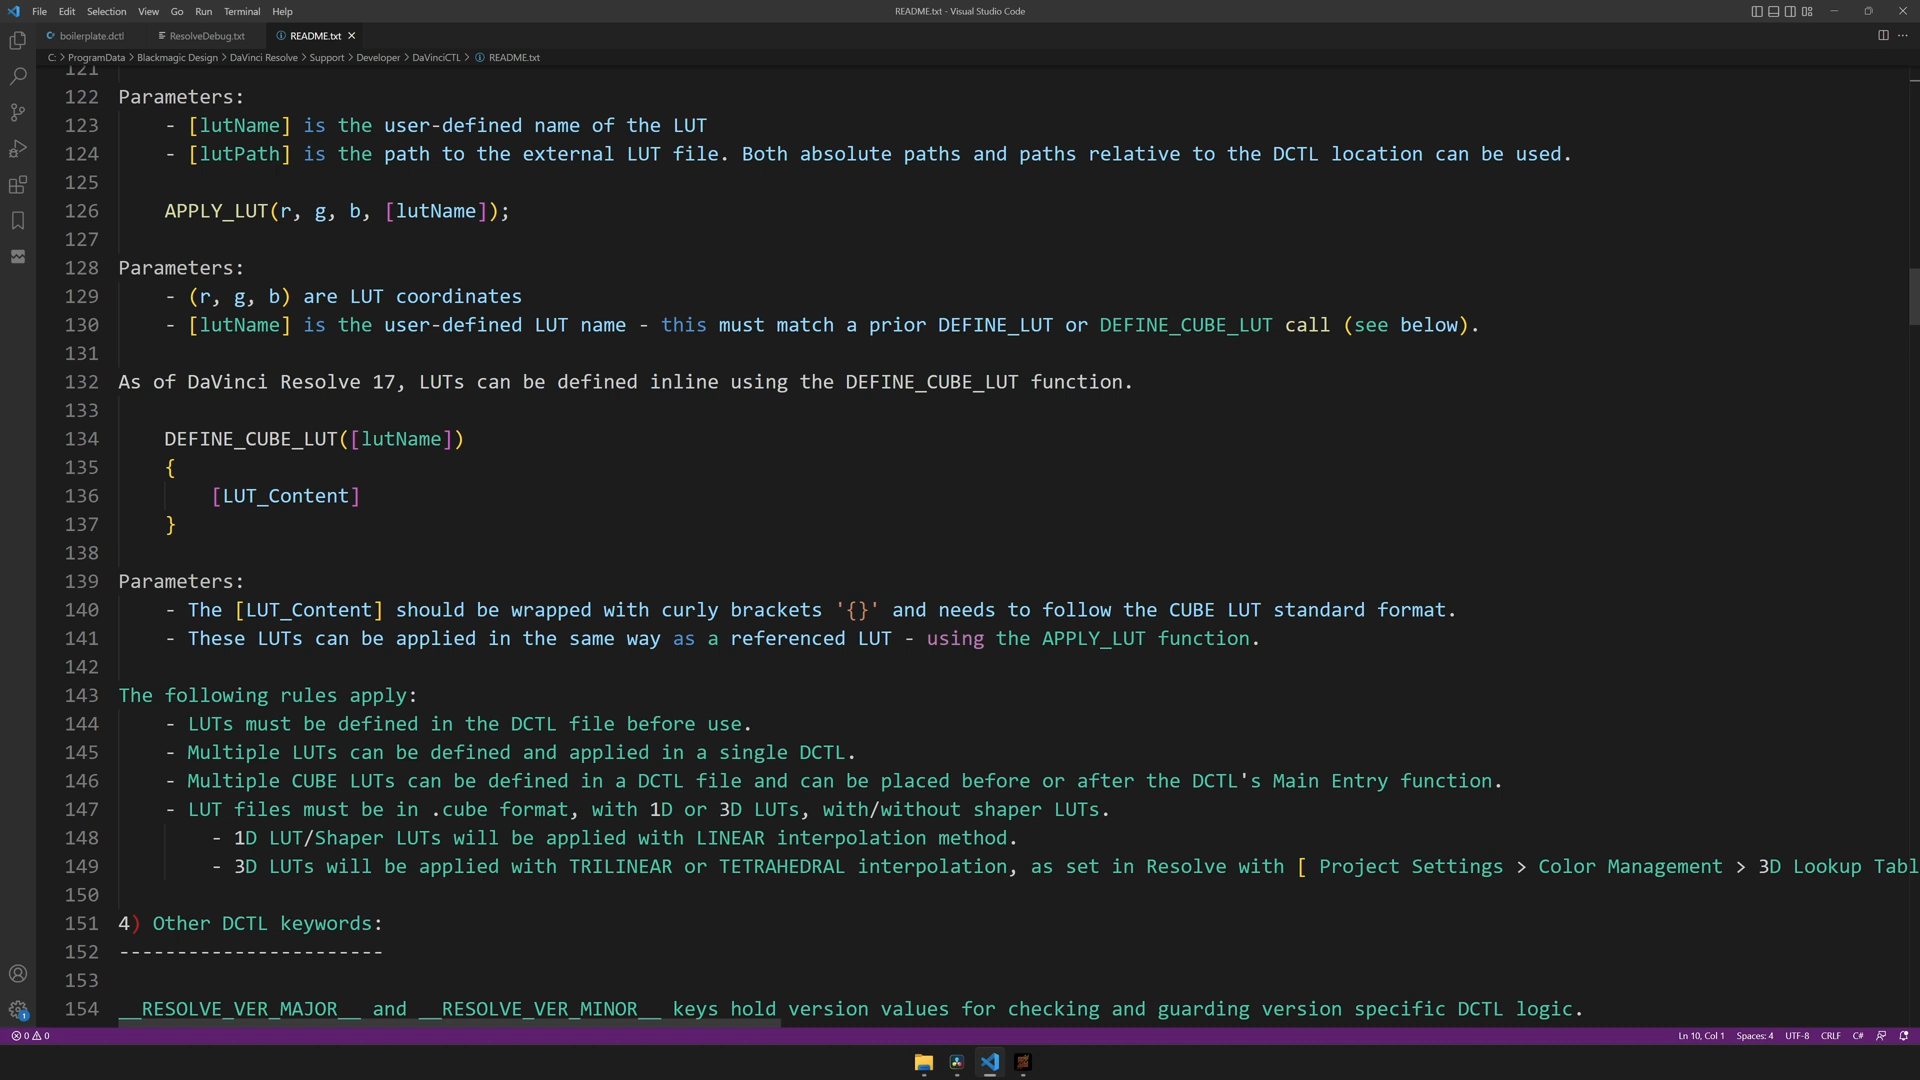 File Edit Selection View Go Run Terminal Help
README.txt - Visual Studio Code
boilerplate.dctl
ResolveDebug.txt
README.txt
C: > ProgramData > Blackmagic Design > DaVinci Resolve > Support > Developer > DaVinciCTL > README.txt
121
122 Parameters:
123 - [lutName] is the user-defined name of the LUT
124 - [lutPath] is the path to the external LUT file. Both absolute paths and paths relative to the DCTL location can be used.
125
126 APPLY_LUT(r, g, b, [lutName]);
127
128 Parameters:
129 - (r, g, b) are LUT coordinates
130 - [lutName] is the user-defined LUT name - this must match a prior DEFINE_LUT or DEFINE_CUBE_LUT call (see below).
131
132 As of DaVinci Resolve 17, LUTs can be defined inline using the DEFINE_CUBE_LUT function.
133
134 DEFINE_CUBE_LUT([lutName])
135 {
136 [LUT_Content]
137 }
138
139 Parameters:
140 - The [LUT_Content] should be wrapped with curly brackets '{}' and needs to follow the CUBE LUT standard format.
141 - These LUTs can be applied in the same way as a referenced LUT - using the APPLY_LUT function.
142
143 The following rules apply:
144 - LUTs must be defined in the DCTL file before use.
145 - Multiple LUTs can be defined and applied in a single DCTL.
146 - Multiple CUBE LUTs can be defined in a DCTL file and can be placed before or after the DCTL's Main Entry function.
147 - LUT files must be in .cube format, with 1D or 3D LUTs, with/without shaper LUTs.
148 - 1D LUT/Shaper LUTs will be applied with LINEAR interpolation method.
149 - 3D LUTs will be applied with TRILINEAR or TETRAHEDRAL interpolation, as set in Resolve with [ Project Settings > Color Management > 3D Lookup Tabl
150
151 4) Other DCTL keywords:
152 -----------------------
153
154 __RESOLVE_VER_MAJOR__ and __RESOLVE_VER_MINOR__ keys hold version values for checking and guarding version specific DCTL logic.
1
0 0
Ln 10, Col 1 Spaces: 4 UTF-8 CRLF C#